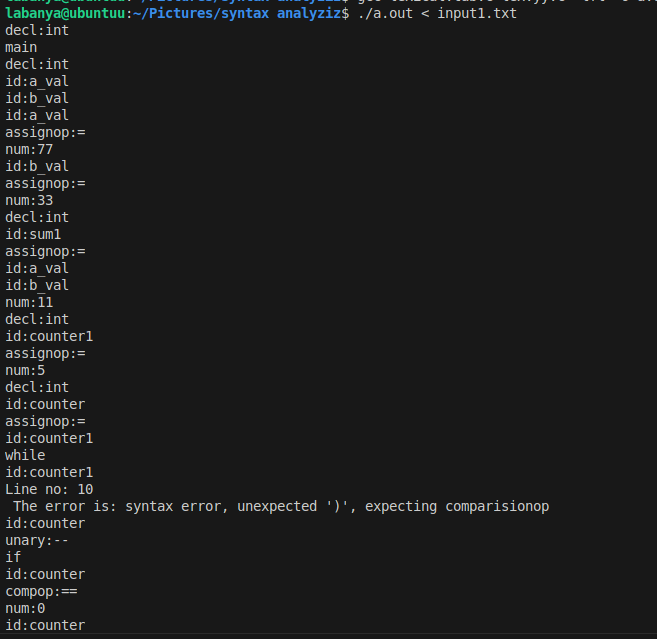 labanya@ubuntuu:~/Pictures/syntax analyziz$ ./a.out < input1.txt
decl:int
main
decl:int
id:a_val
id:b_val
id:a_val
assignop:=
num:77
id:b_val
assignop:=
num:33
decl:int
id:sum1
assignop:=
id:a_val
id:b_val
num:11
decl:int
id:counter1
assignop:=
num:5
decl:int
id:counter
assignop:=
id:counter1
while
id:counter1
Line no: 10
 The error is: syntax error, unexpected ')', expecting comparisionop
id:counter
unary:--
if
id:counter
compop:==
num:0
id:counter